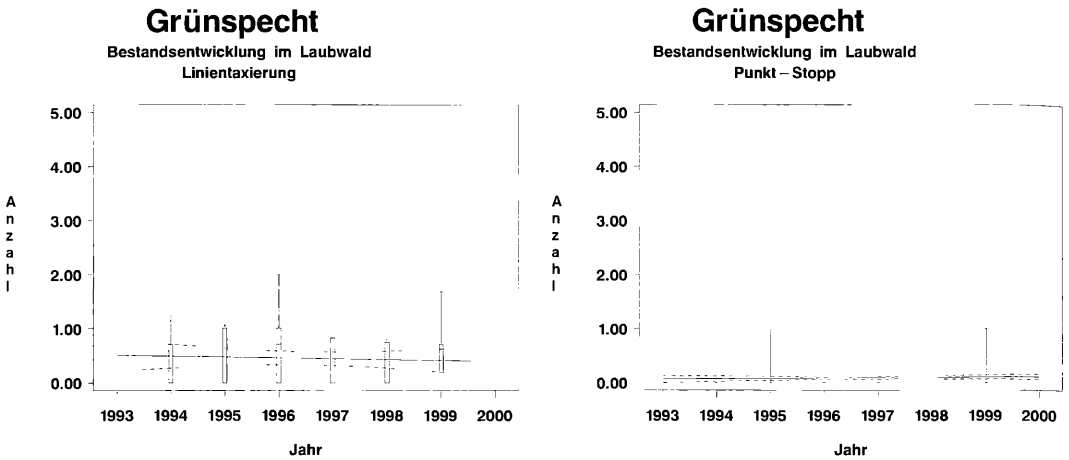 Grünspecht
Bestandsentwicklung im Laubwald
Linientaxierung
5.00
4.00
3.00
2.00
1.00
0.00
Anzahl
1993 1994 1995 1996 1997 1998 1999 2000
Jahr
Grünspecht
Bestandsentwicklung im Laubwald
Punkt – Stopp
5.00
4.00
3.00
2.00
1.00
0.00
Anzahl
1993 1994 1995 1996 1997 1998 1999 2000
Jahr